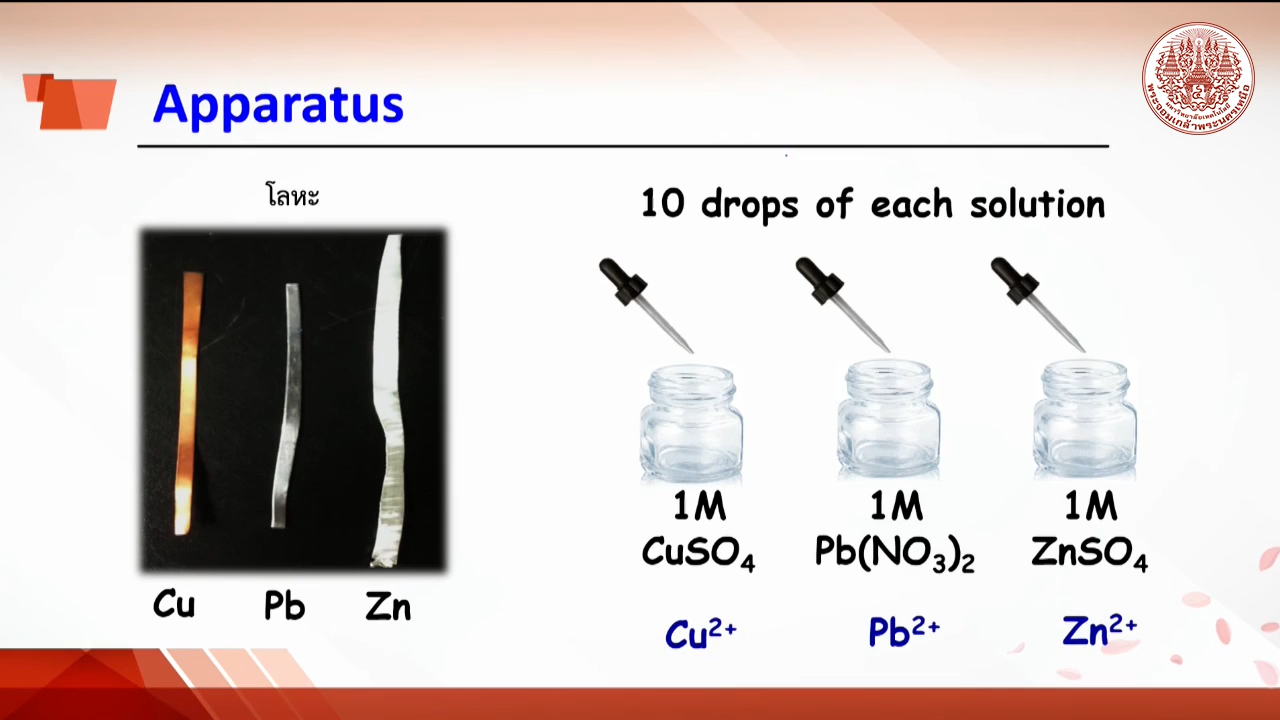 Apparatus
โลหะ
10 drops of each solution
Cu Pb Zn
1M 1M 1M
CuSO₄ Pb(NO₃)₂ ZnSO₄
Cu²⁺ Pb²⁺ Zn²⁺